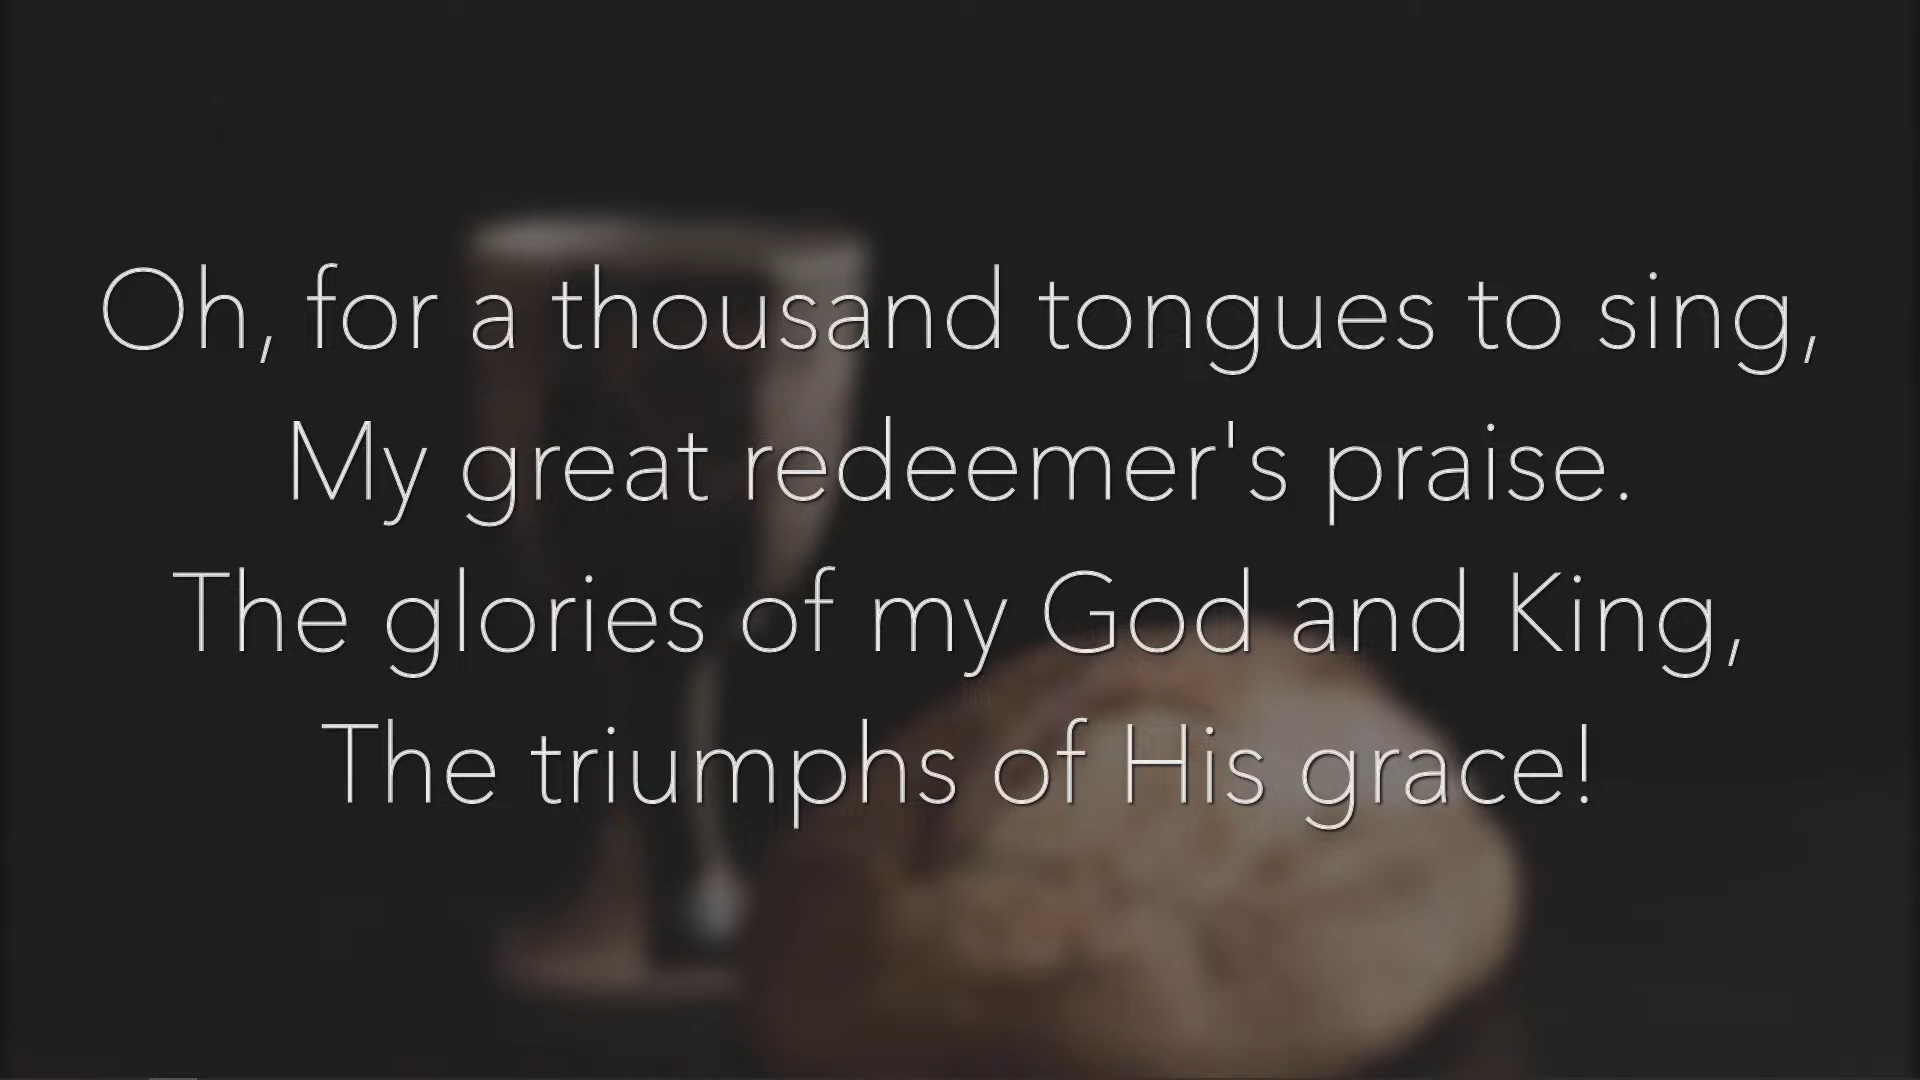 Oh, for a thousand tongues to sing,
My great redeemer's praise.
The glories of my God and King,
The triumphs of His grace!